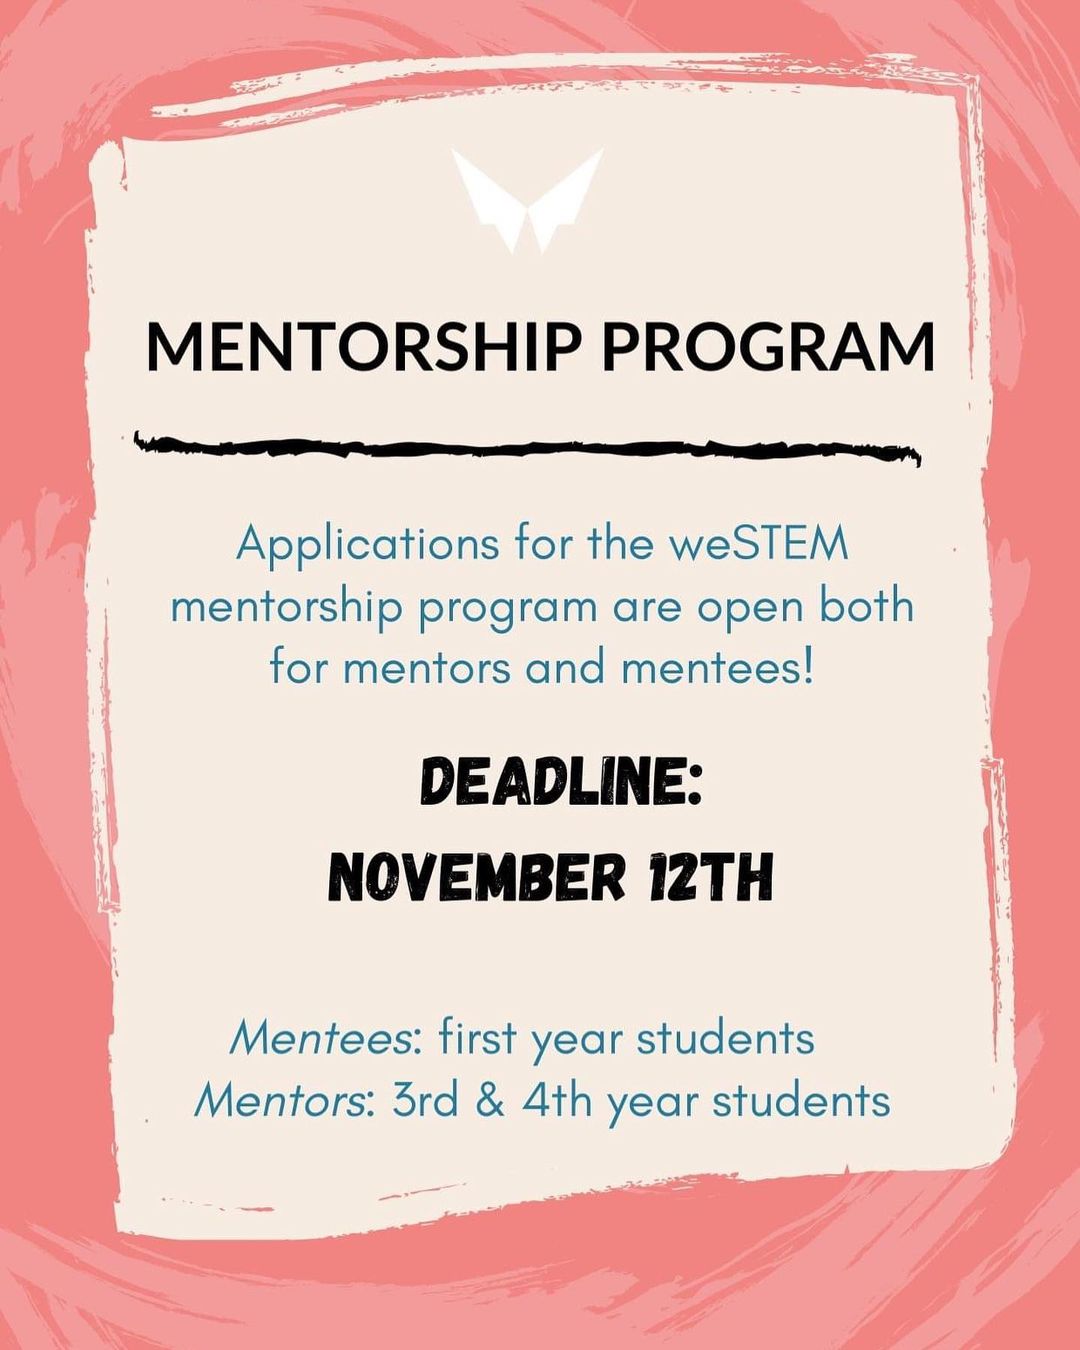 MENTORSHIP PROGRAM
Applications for the weSTEM
mentorship program are open both
for mentors and mentees!
DEADLINE:
NOVEMBER 12TH
Mentees: first year students
Mentors: 3rd & 4th year students